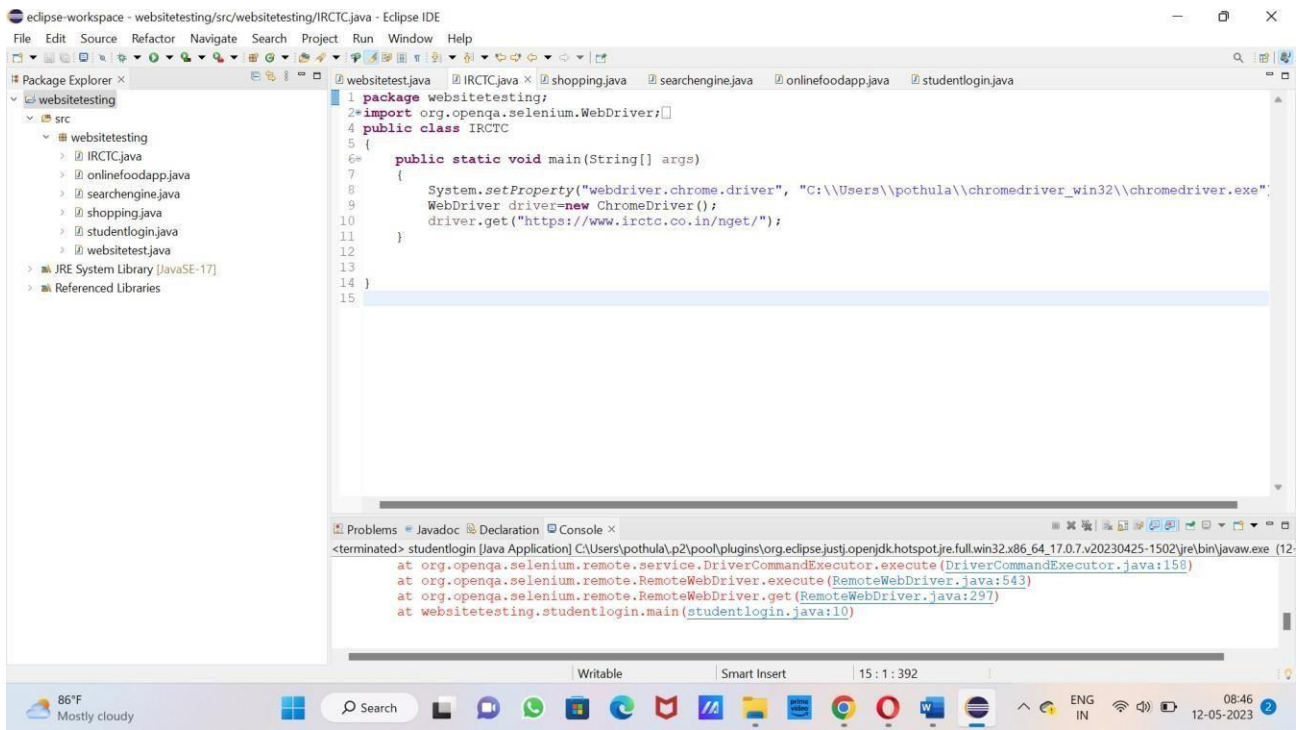 eclipse-workspace - websitetesting/src/websitetesting/IRCTC.java - Eclipse IDE
File Edit Source Refactor Navigate Search Project Run Window Help
Package Explorer
websitetesting
src
websitetesting
IRCTC.java
onlinefoodapp.java
searchengine.java
shopping.java
studentlogin.java
websitetest.java
JRE System Library [JavaSE-17]
Referenced Libraries
websitetest.java IRCTC.java shopping.java searchengine.java onlinefoodapp.java studentlogin.java
1 package websitetesting;
2 import org.openqa.selenium.WebDriver;
4 public class IRCTC
5 {
6 public static void main(String[] args)
7 {
8 System.setProperty("webdriver.chrome.driver", "C:\\Users\\pothula\\chromedriver_win32\\chromedriver.exe")
9 WebDriver driver=new ChromeDriver();
10 driver.get("https://www.irctc.co.in/nget/");
11 }
12
13
14 }
15
Problems Javadoc Declaration Console
<terminated> studentlogin [Java Application] C:\Users\pothula\.p2\pool\plugins\org.eclipse.justj.openjdk.hotspot.jre.full.win32.x86_64_17.0.7.v20230425-1502\jre\bin\javaw.exe (12-
at org.openqa.selenium.remote.service.DriverCommandExecutor.execute(DriverCommandExecutor.java:158)
at org.openqa.selenium.remote.RemoteWebDriver.execute(RemoteWebDriver.java:543)
at org.openqa.selenium.remote.RemoteWebDriver.get(RemoteWebDriver.java:297)
at websitetesting.studentlogin.main(studentlogin.java:10)
Writable Smart Insert 15 : 1 : 392
86°F
Mostly cloudy
Search
prime video
ENG
IN
08:46
12-05-2023
2